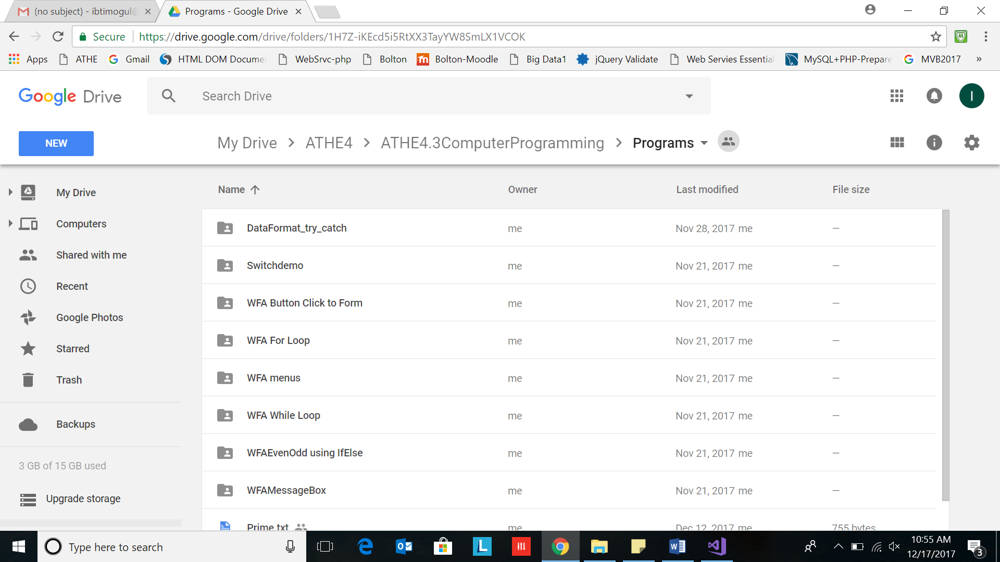 (no subject) - ibtimogul@
Programs - Google Drive
Secure https://drive.google.com/drive/folders/1H7Z-iKEcd5i5RtXX3TayYW8SmLX1VCOK
Apps ATHE Gmail HTML DOM Docume WebSrvc-php Bolton Bolton-Moodle Big Data1 jQuery Validate Web Servies Essential MySQL+PHP-Prepare MVB2017 »
Google Drive Search Drive I
NEW My Drive > ATHE4 > ATHE4.3ComputerProgramming > Programs
Name Owner Last modified File size
My Drive
Computers
Shared with me
Recent
Google Photos
Starred
Trash
Backups
3 GB of 15 GB used
Upgrade storage
DataFormat_try_catch me Nov 28, 2017 me —
Switchdemo me Nov 21, 2017 me —
WFA Button Click to Form me Nov 21, 2017 me —
WFA For Loop me Nov 21, 2017 me —
WFA menus me Nov 21, 2017 me —
WFA While Loop me Nov 21, 2017 me —
WFAEvenOdd using IfElse me Nov 21, 2017 me —
WFAMessageBox me Nov 21, 2017 me —
Prime.txt me Dec 12, 2017 me 755 bytes
Type here to search
10:55 AM
12/17/2017
3